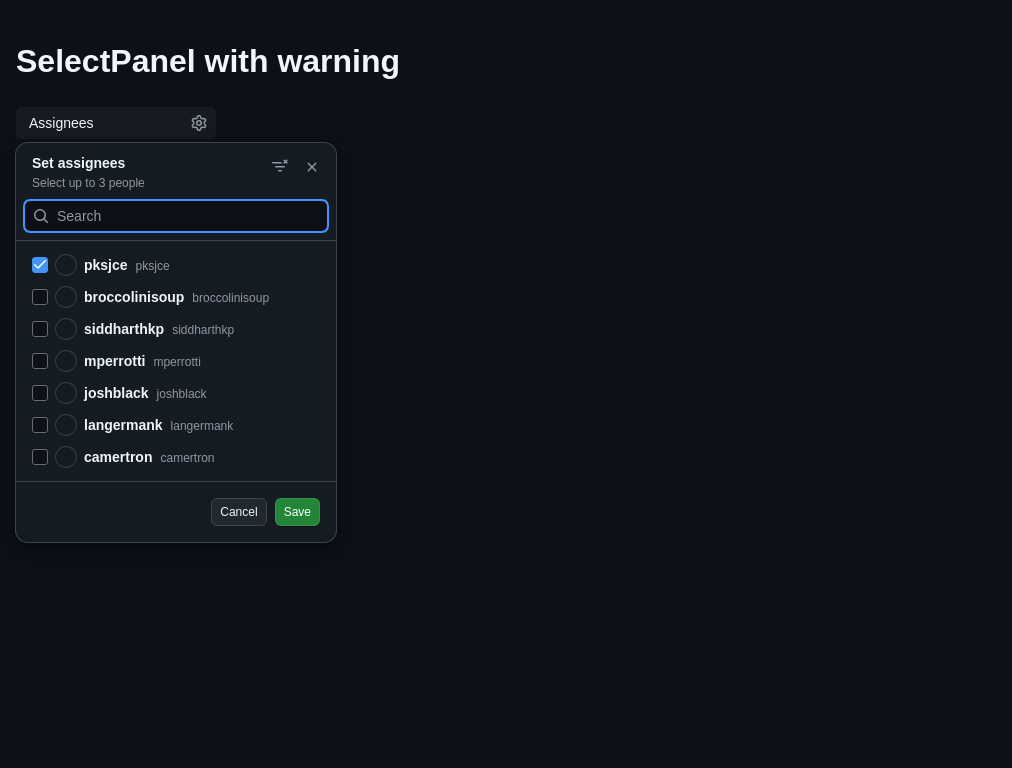 SelectPanel with warning
Assignees
Set assignees
Select up to 3 people
Search
pksjce pksjce
broccolinisoup broccolinisoup
siddharthkp siddharthkp
mperrotti mperrotti
joshblack joshblack
langermank langermank
camertron camertron
Cancel Save